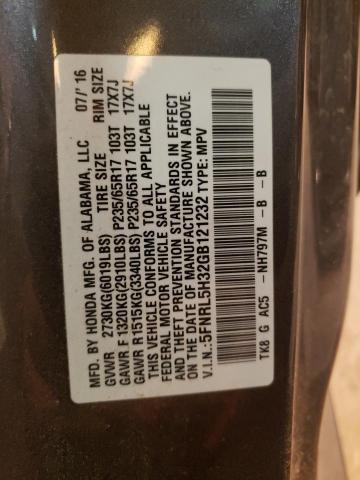 MFD. BY HONDA MFG. OF ALABAMA, LLC 07/'16
GVWR 2730KG(6019LBS) TIRE SIZE RIM SIZE
GAWR F 1320KG(2910LBS) P235/65R17 103T 17X7J
GAWR R1515KG(3340LBS) P235/65R17 103T 17X7J
THIS VEHICLE CONFORMS TO ALL APPLICABLE
FEDERAL MOTOR VEHICLE SAFETY
AND THEFT PREVENTION STANDARDS IN EFFECT
ON THE DATE OF MANUFACTURE SHOWN ABOVE.
V.I.N.:5FNRL5H32GB121232 TYPE: MPV
TK8 G AC5 -NH797M - B - B